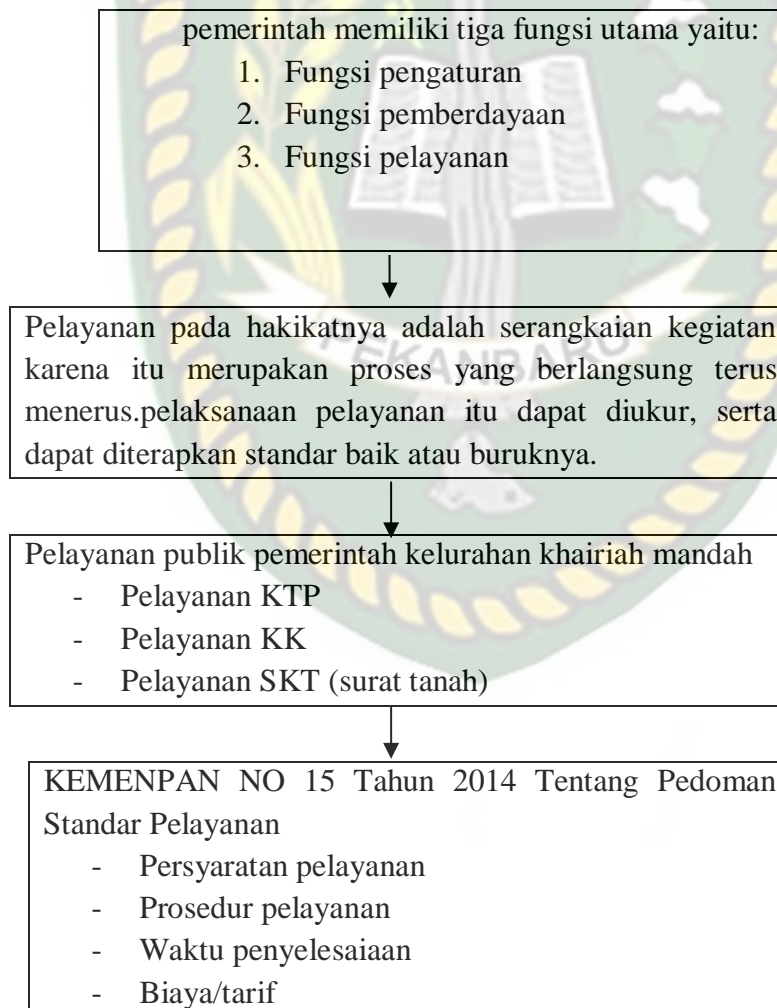 pemerintah memiliki tiga fungsi utama yaitu:
1. Fungsi pengaturan
2. Fungsi pemberdayaan
3. Fungsi pelayanan
Pelayanan pada hakikatnya adalah serangkaian kegiatan
karena itu merupakan proses yang berlangsung terus
menerus.pelaksanaan pelayanan itu dapat diukur, serta
dapat diterapkan standar baik atau buruknya.
PEKANBARU
Pelayanan publik pemerintah kelurahan khairiah mandah
- Pelayanan KTP
- Pelayanan KK
- Pelayanan SKT (surat tanah)
KEMENPAN NO 15 Tahun 2014 Tentang Pedoman
Standar Pelayanan
- Persyaratan pelayanan
- Prosedur pelayanan
- Waktu penyelesaiaan
- Biaya/tarif